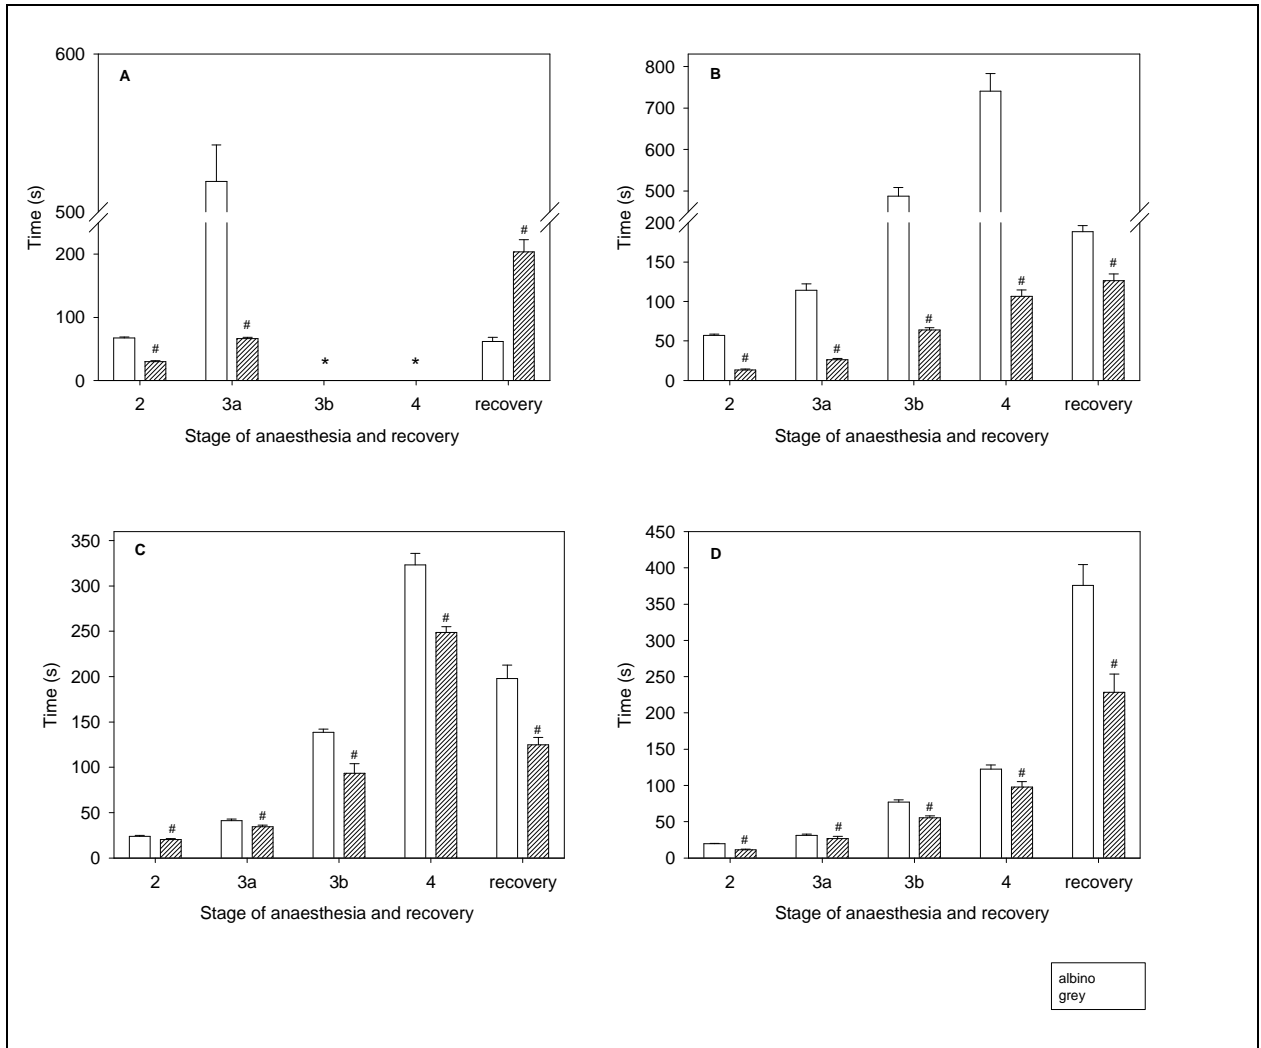 600
A
500
200
100
0
Time (s)
#
#
*
*
#
2 3a 3b 4 recovery
Stage of anaesthesia and recovery
800
B
700
600
500
200
150
100
50
0
Time (s)
#
#
#
#
#
2 3a 3b 4 recovery
Stage of anaesthesia and recovery
350
C
300
250
200
150
100
50
0
Time (s)
#
#
#
#
#
2 3a 3b 4 recovery
Stage of anaesthesia and recovery
450
D
400
350
300
250
200
150
100
50
0
Time (s)
#
#
#
#
#
2 3a 3b 4 recovery
Stage of anaesthesia and recovery
albino
grey